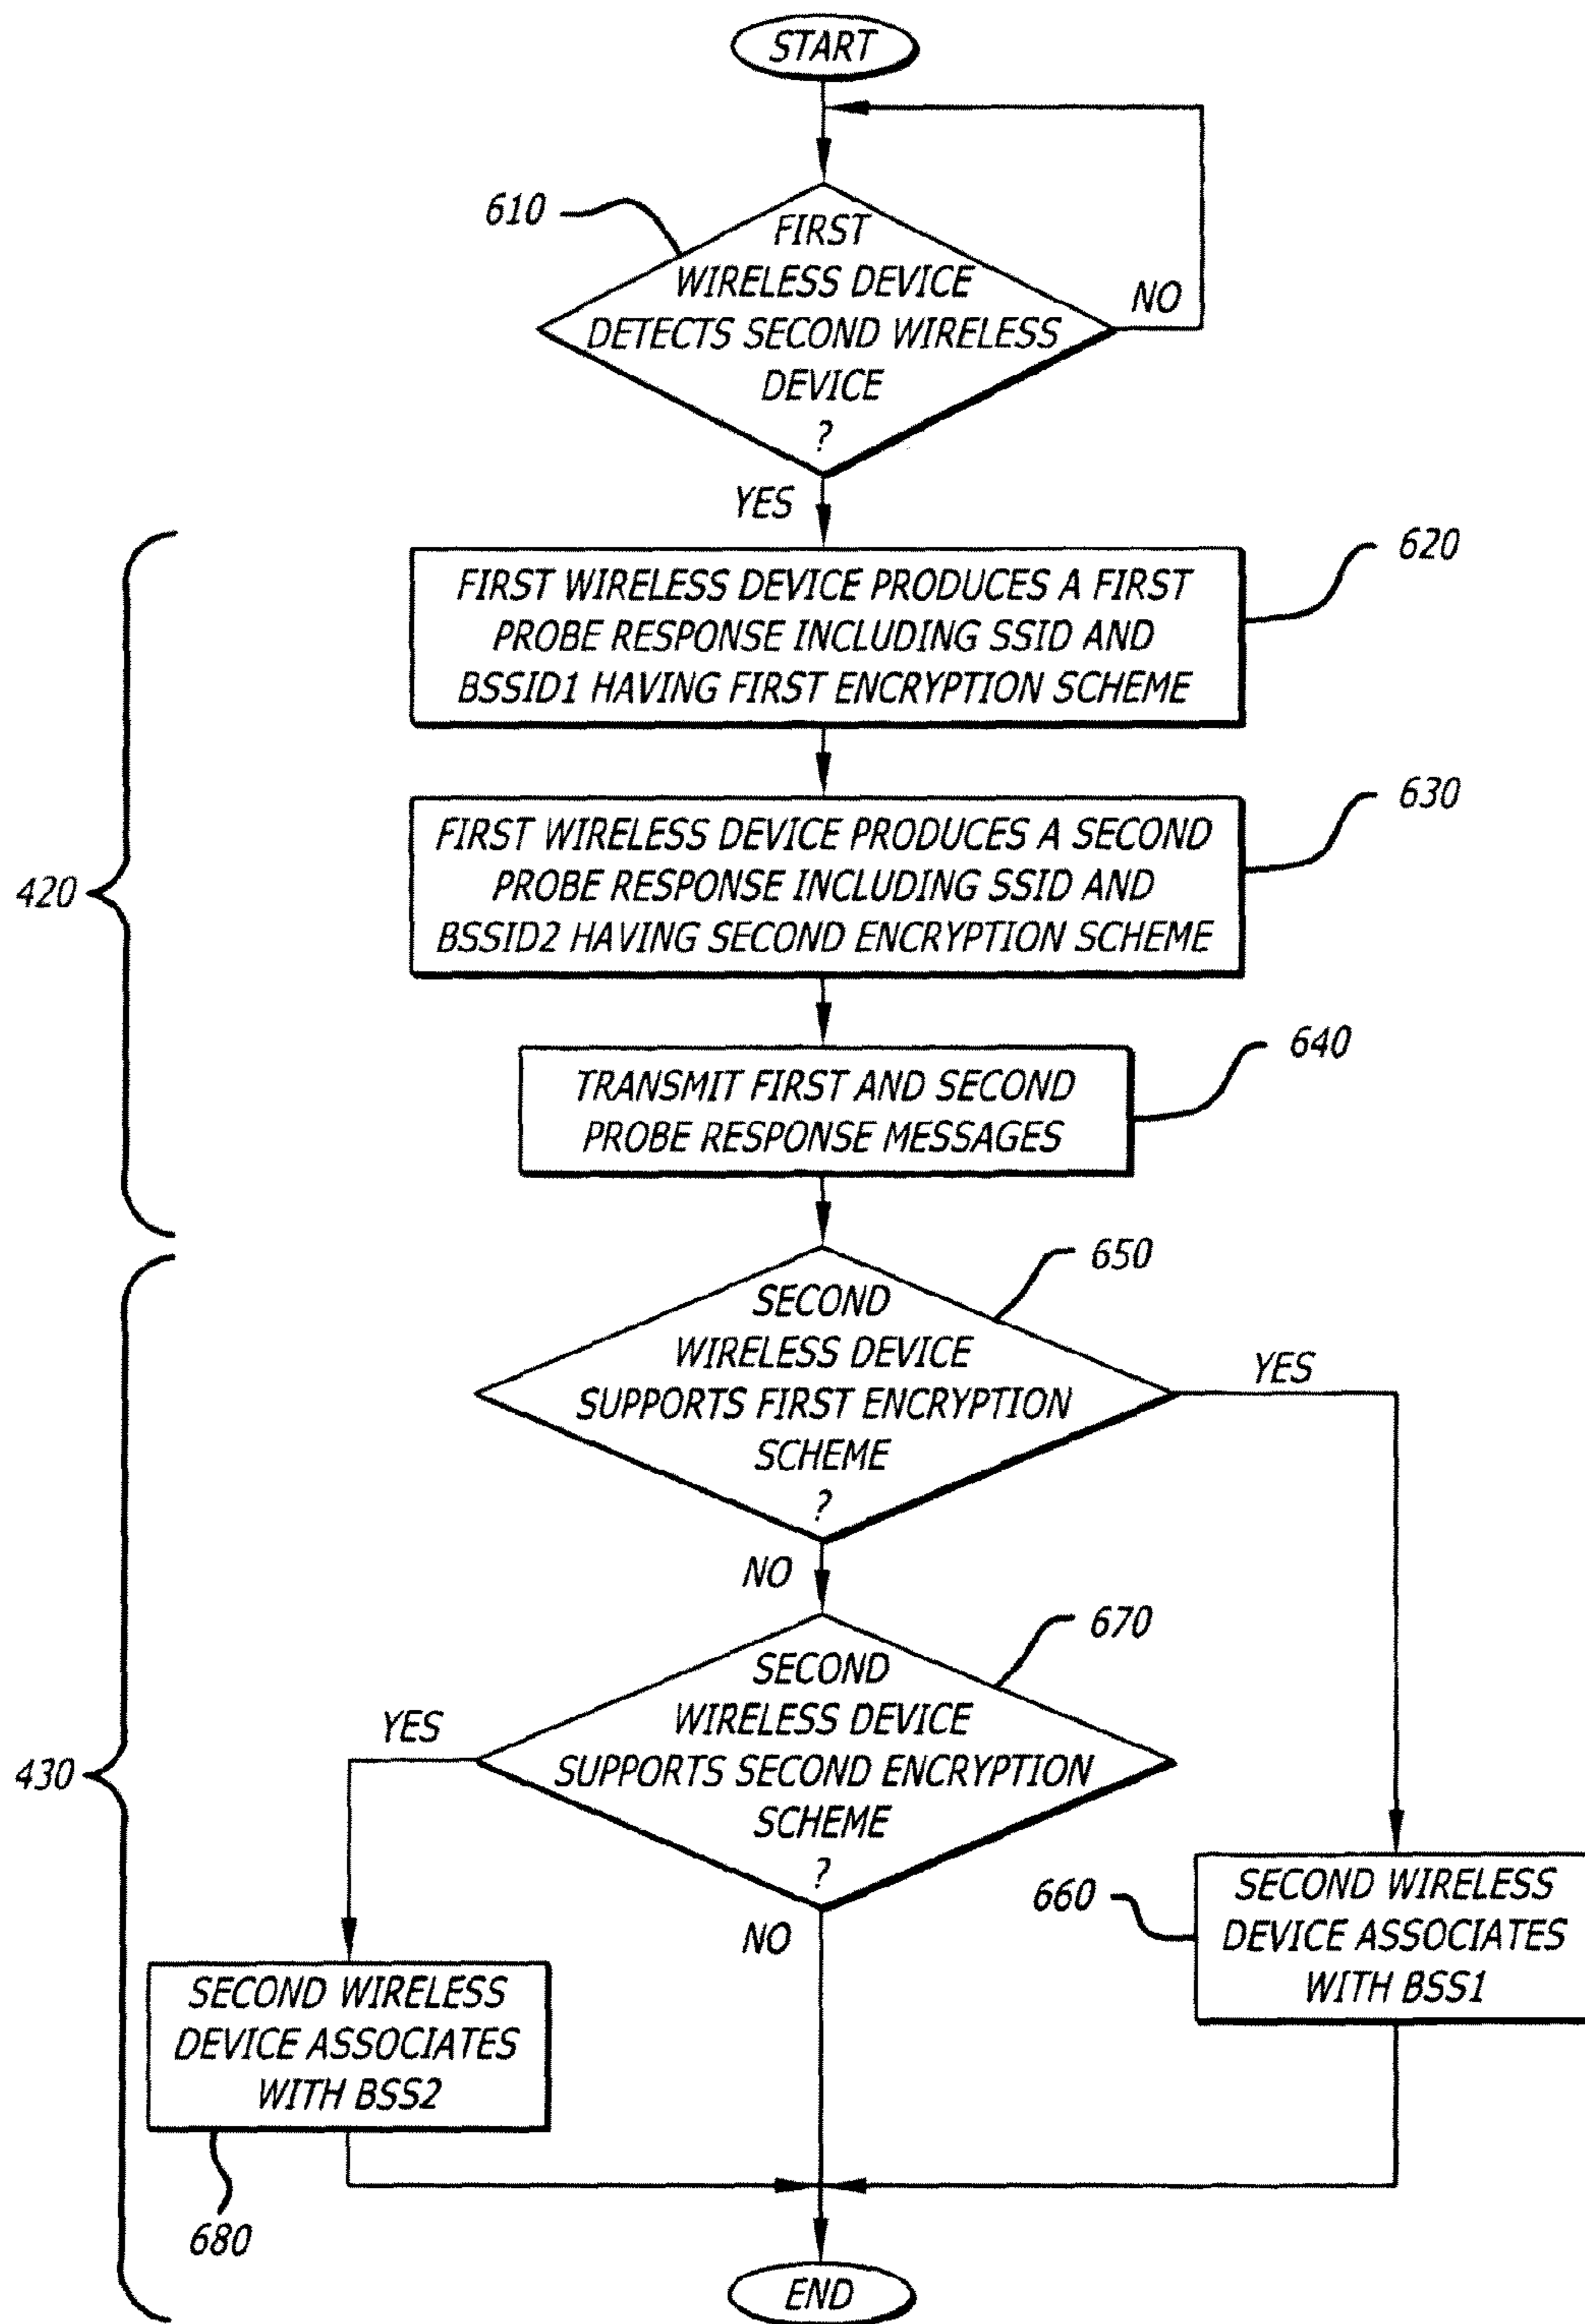 START
610
FIRST
WIRELESS DEVICE
DETECTS SECOND WIRELESS
DEVICE
?
NO
YES
420
620
FIRST WIRELESS DEVICE PRODUCES A FIRST
PROBE RESPONSE INCLUDING SSID AND
BSSID1 HAVING FIRST ENCRYPTION SCHEME
630
FIRST WIRELESS DEVICE PRODUCES A SECOND
PROBE RESPONSE INCLUDING SSID AND
BSSID2 HAVING SECOND ENCRYPTION SCHEME
640
TRANSMIT FIRST AND SECOND
PROBE RESPONSE MESSAGES
430
650
SECOND
WIRELESS DEVICE
SUPPORTS FIRST ENCRYPTION
SCHEME
?
YES
NO
670
SECOND
WIRELESS DEVICE
SUPPORTS SECOND ENCRYPTION
SCHEME
?
YES
NO
660
SECOND WIRELESS
DEVICE ASSOCIATES
WITH BSS1
SECOND WIRELESS
DEVICE ASSOCIATES
WITH BSS2
680
END